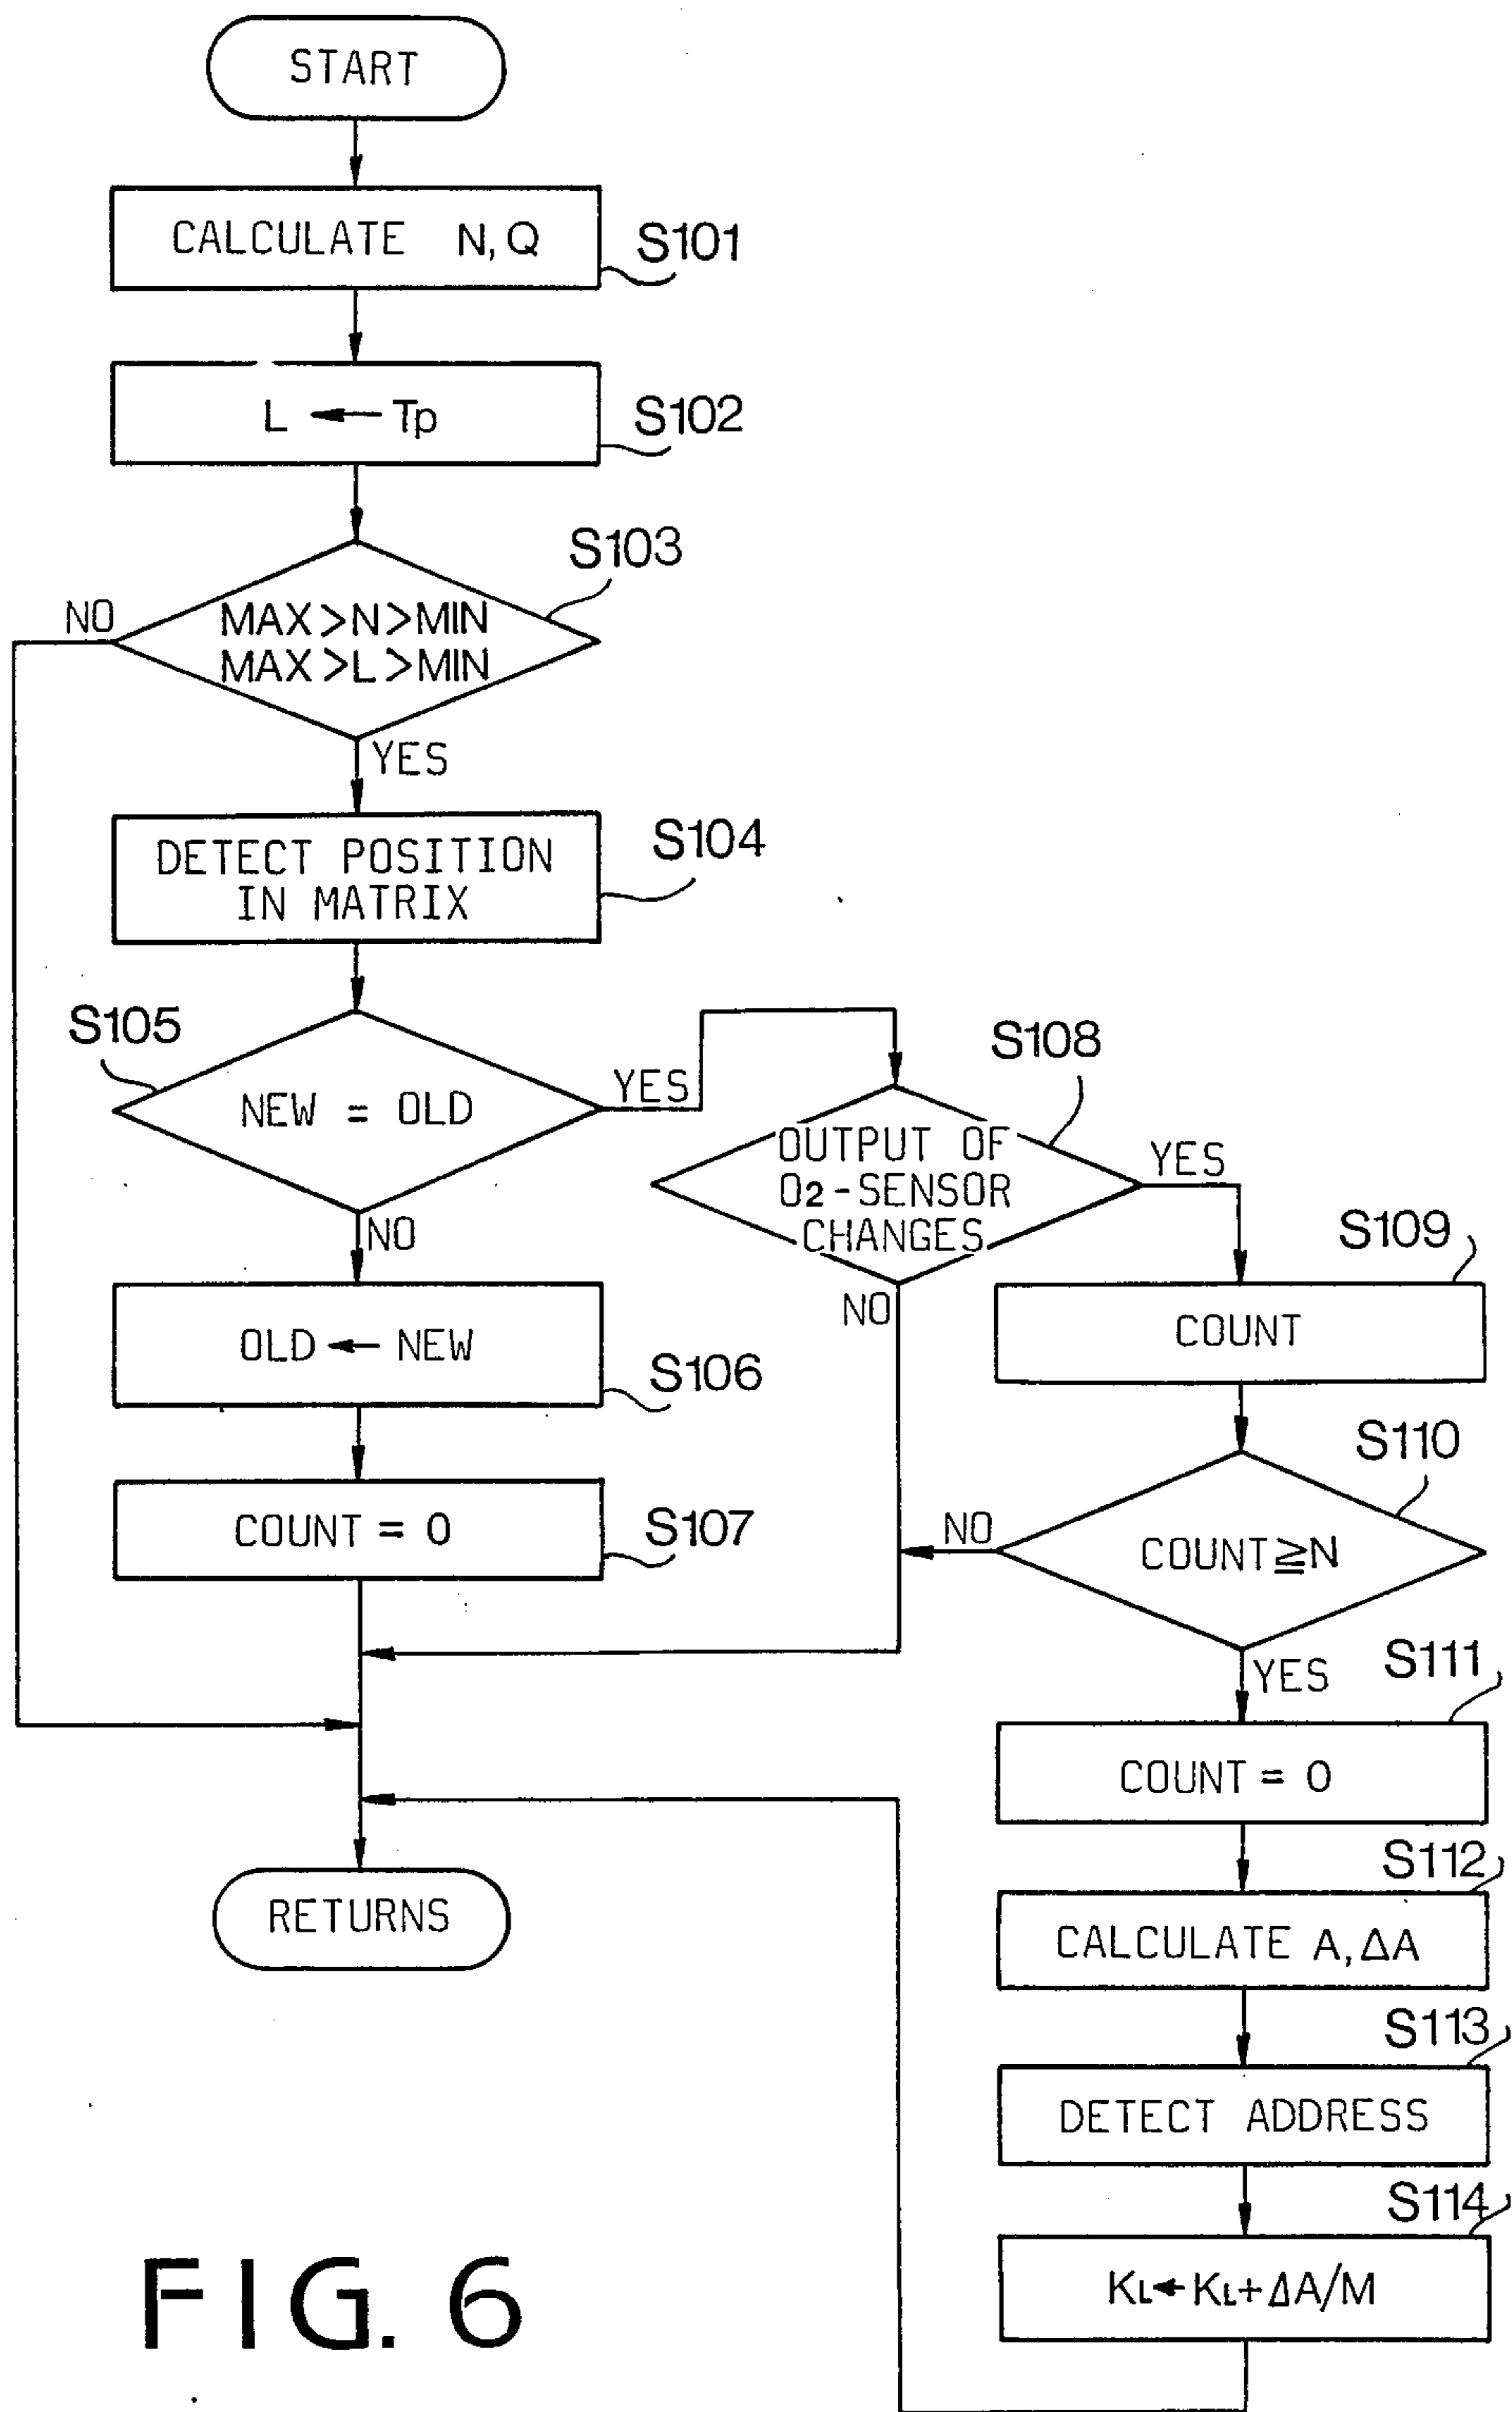 START
CALCULATE N, Q
S101
L ← Tp
S102
S103
NO
MAX>N>MIN
MAX>L>MIN
YES
DETECT POSITION
IN MATRIX
S104
S105
NEW = OLD
YES
NO
OLD ← NEW
S106
COUNT = 0
S107
S108
OUTPUT OF
O2-SENSOR
CHANGES
YES
NO
S109
COUNT
S110
COUNT≧N
NO
YES
S111
COUNT = 0
S112
CALCULATE A, ΔA
S113
DETECT ADDRESS
S114
KL←KL+ΔA/M
RETURNS
FIG. 6